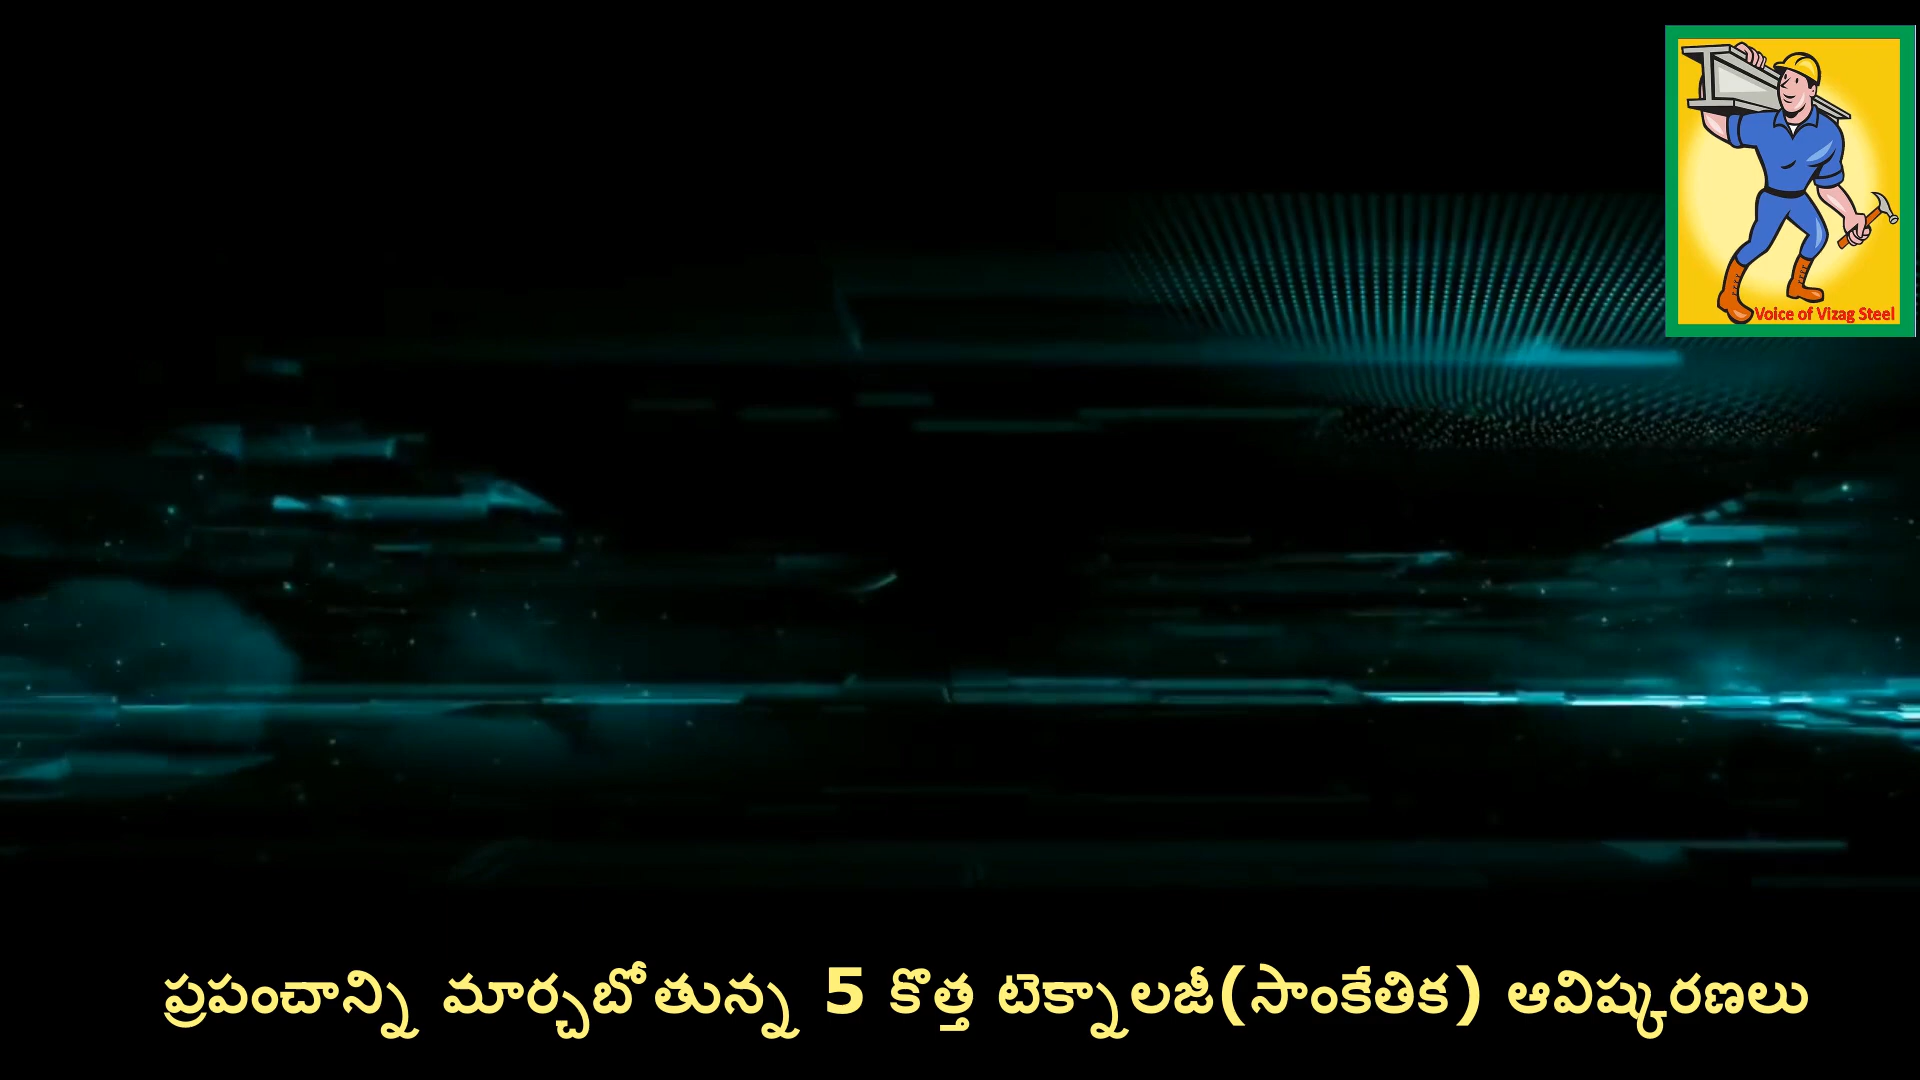 Voice of Vizag Steel
ప్రపంచాన్ని మార్చబోతున్న 5 కొత్త టెక్నాలజీ(సాంకేతిక) ఆవిష్కరణలు